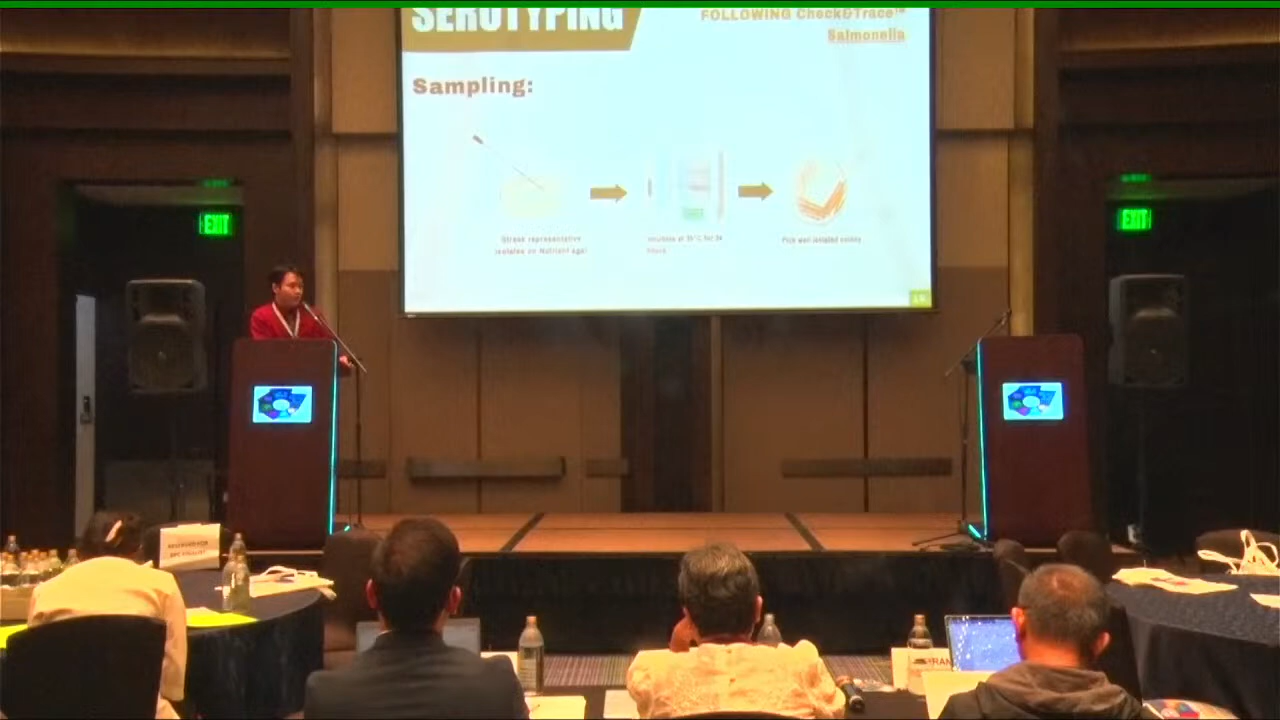 SEROTYPING
FOLLOWING Check&Trace™
Salmonella
Sampling:
Streak representative
isolates on Nutrient agar
Incubate at 35°C for 24
hours
Pick well isolated colony
EXIT
EXIT